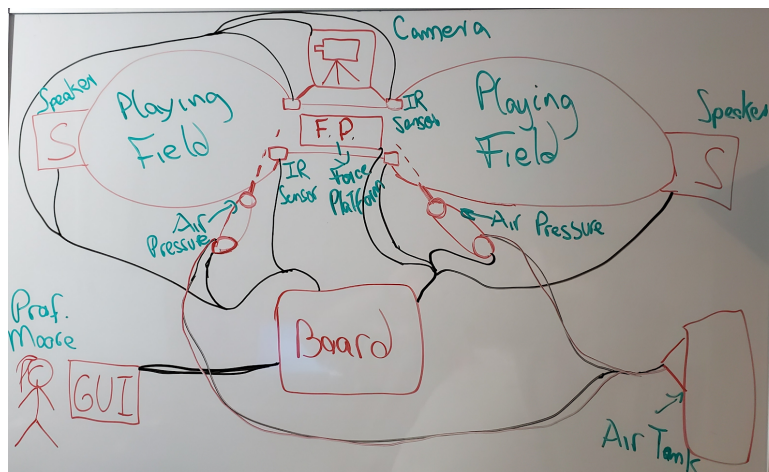 Camera
Speaker
Playing
Field
IR
Sensor
Playing
Field
Speaker
S
F.P.
S
IR
Sensor
Force
Platform
Air
Pressure
Air Pressure
Prof.
Moore
Board
GUI
Air Tank